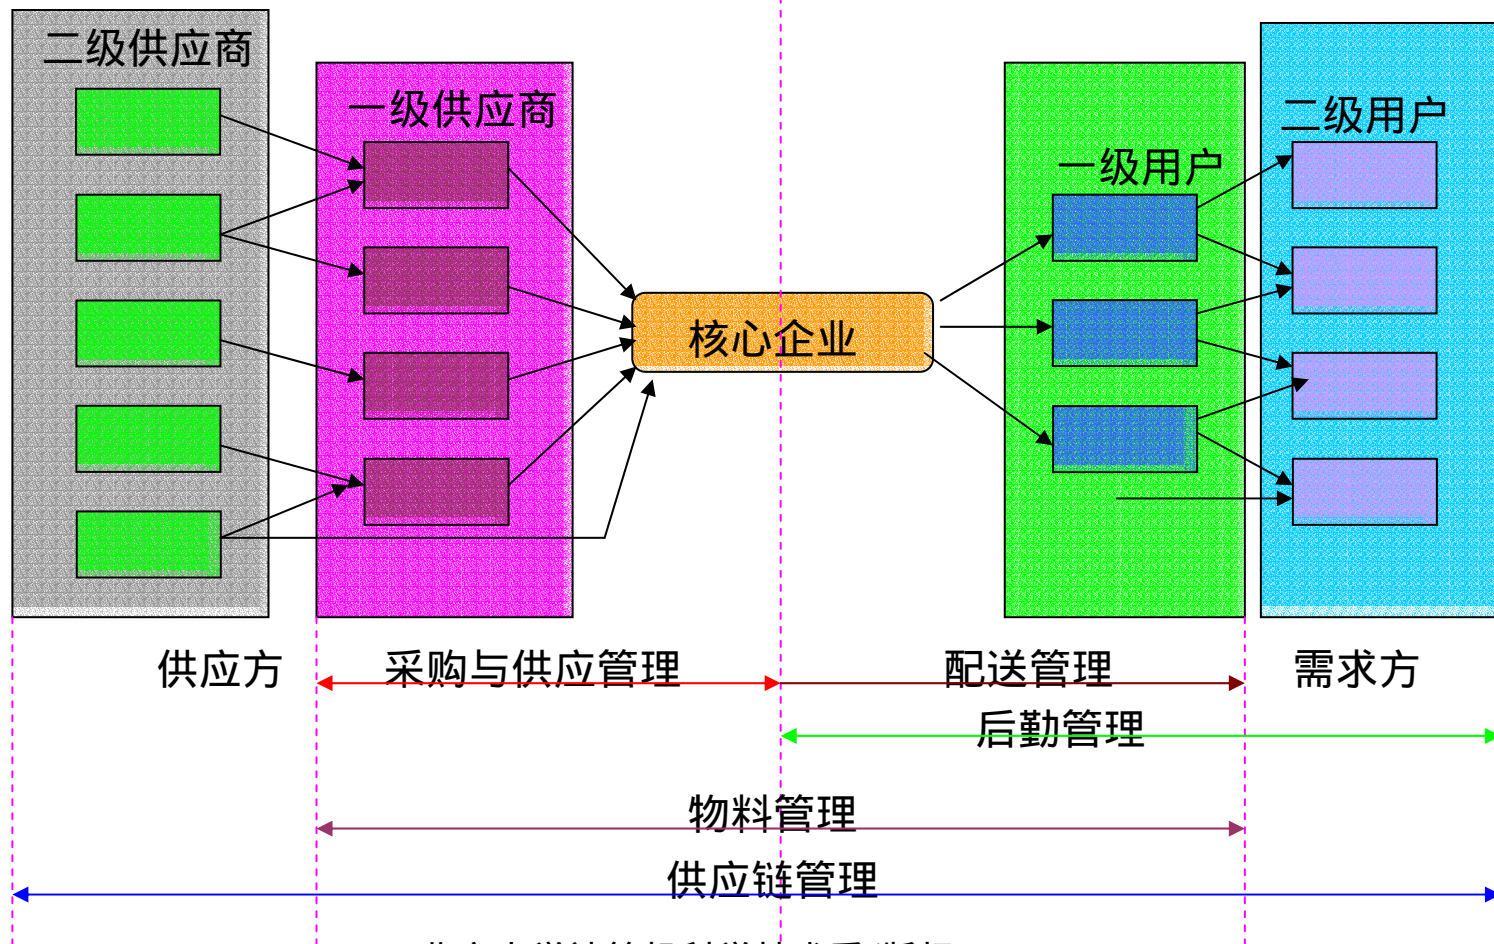 二级供应商
一级供应商
一级用户
二级用户
核心企业
供应方
采购与供应管理
配送管理
需求方
后勤管理
物料管理
供应链管理